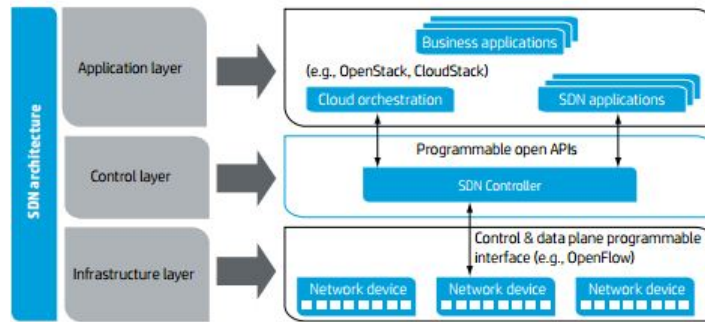 SDN architecture
Application layer
Business applications
(e.g., OpenStack, CloudStack)
Cloud orchestration
SDN applications
Control layer
Programmable open APIs
SDN Controller
Infrastructure layer
Control & data plane programmable
interface (e.g., OpenFlow)
Network device
Network device
Network device